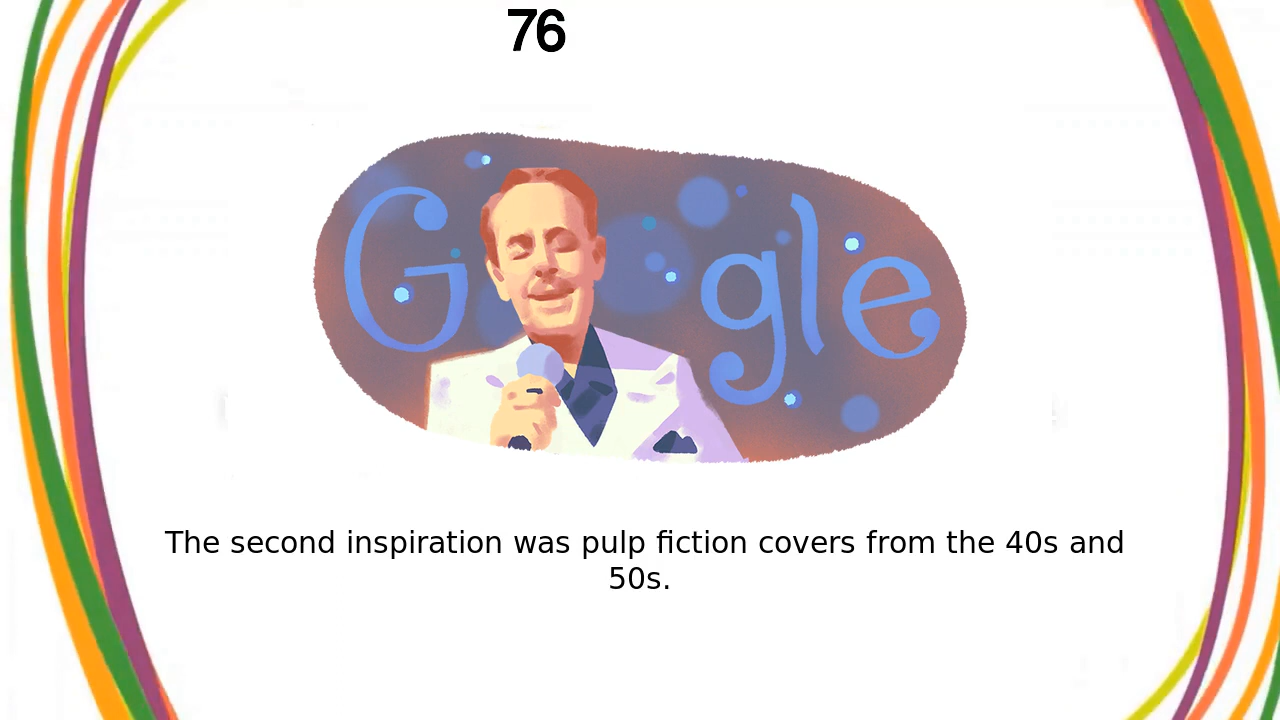 76
Google
The second inspiration was pulp fiction covers from the 40s and
50s.